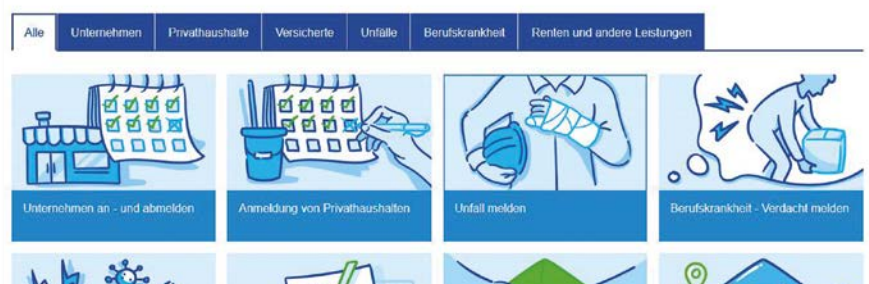 Alle
Unternehmen
Privathaushalte
Versicherte
Unfälle
Berufskrankheit
Renten und andere Leistungen
Unternehmen an - und abmelden
Anmeldung von Privathaushalten
Unfall melden
Berufskrankheit - Verdacht melden